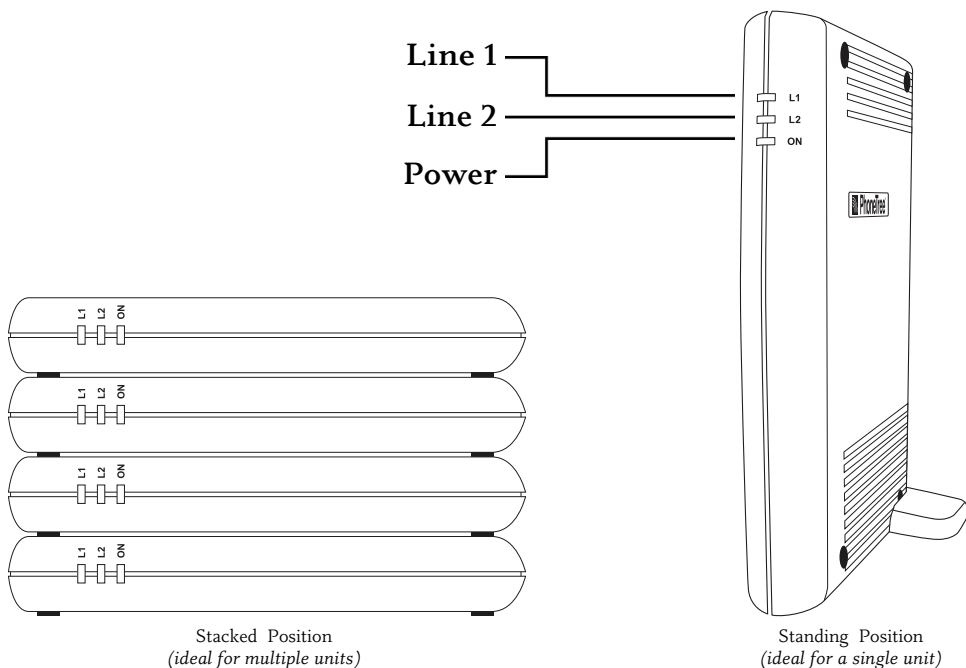 Line 1
Line 2
Power
L1
L2
ON
PhoneTree
L1 L2 ON
L1 L2 ON
L1 L2 ON
L1 L2 ON
Stacked Position
(ideal for multiple units)
Standing Position
(ideal for a single unit)